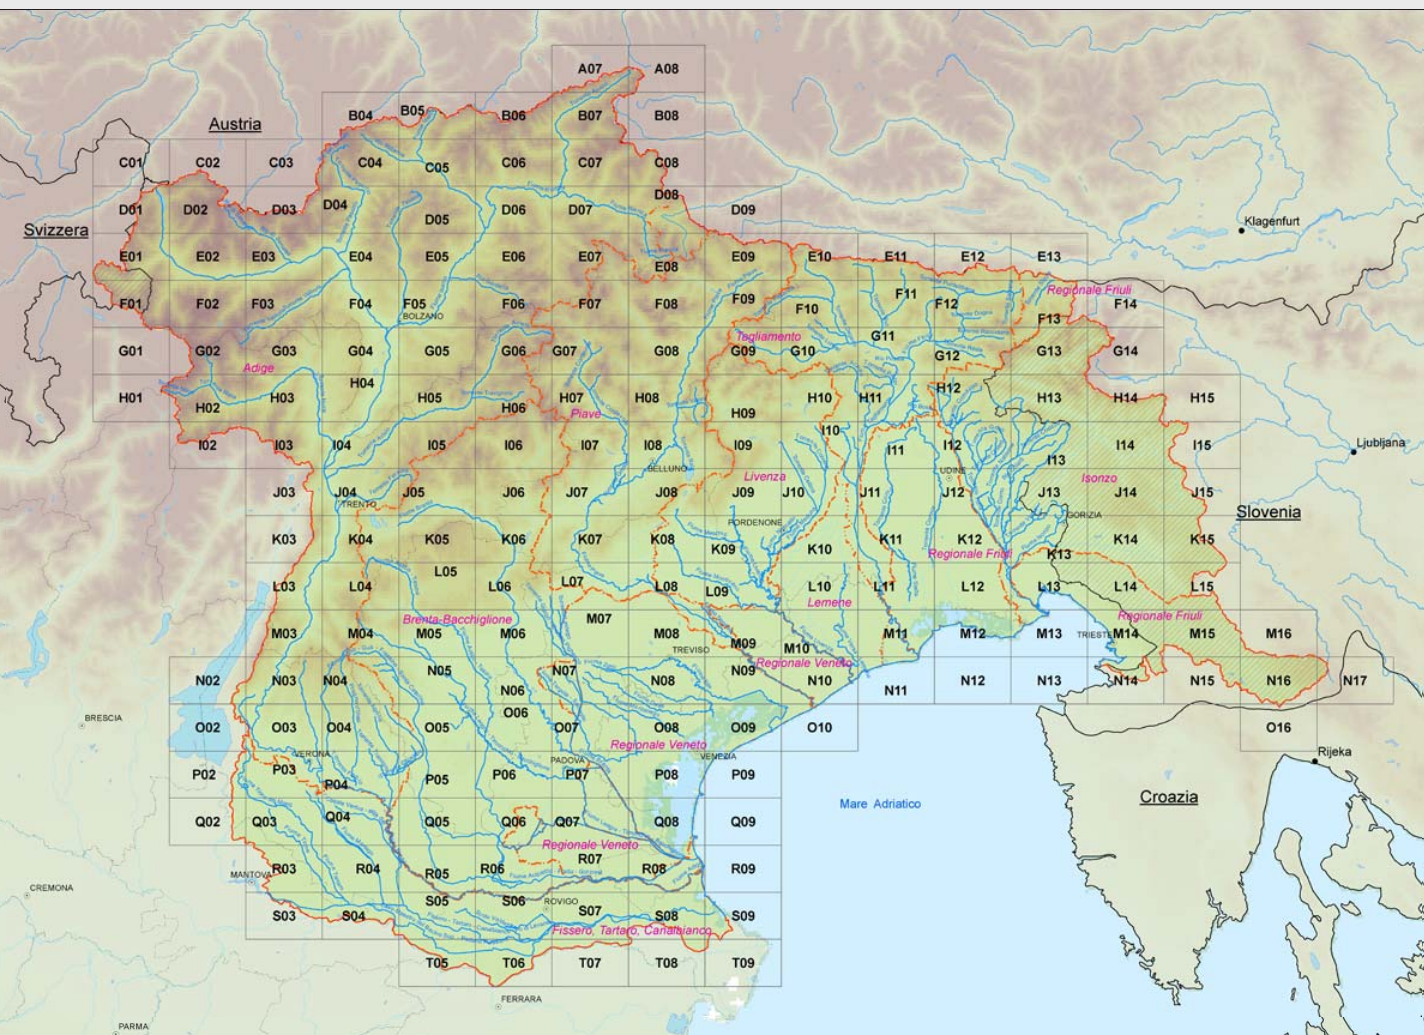 A07 A08
B04 B05 B06 B07 B08
Austria
C01 C02 C03 C04 C05 C06 C07 C08
D01 D02 D03 D04 D05 D06 D07 D08 D09
Svizzera
Klagenfurt
E01 E02 E03 E04 E05 E06 E07 E08 E09 E10 E11 E12 E13
Regionale Friuli
F01 F02 F03 F04 F05 F06 F07 F08 F09 F10 F11 F12 F13 F14
BOLZANO
Tagliamento
G01 G02 G03 G04 G05 G06 G07 G08 G09 G10 G11 G12 G13 G14
Adige
H01 H02 H03 H04 H05 H06 H07 H08 H09 H10 H11 H12 H13 H14 H15
Piave
I02 I03 I04 I05 I06 I07 I08 I09 I10 I11 I12 I13 I14 I15
Ljubljana
BELLUNO
UDINE
Livenza
Isonzo
J03 J04 J05 J06 J07 J08 J09 J10 J11 J12 J13 J14 J15
TRENTO
Slovenia
GORIZIA
PORDENONE
K03 K04 K05 K06 K07 K08 K09 K10 K11 K12 K13 K14 K15
Regionale Friuli
L03 L04 L05 L06 L07 L08 L09 L10 L11 L12 L13 L14 L15
Lemene
Brenta-Bacchiglione
Regionale Friuli
M03 M04 M05 M06 M07 M08 M09 M10 M11 M12 M13 M14 M15 M16
TRIESTE
TREVISO
Regionale Veneto
N02 N03 N04 N05 N06 N07 N08 N09 N10 N11 N12 N13 N14 N15 N16 N17
BRESCIA
O02 O03 O04 O05 O06 O07 O08 O09 O10 O16
Regionale Veneto
VERONA
PADOVA
VENEZIA
Rijeka
P02 P03 P04 P05 P06 P07 P08 P09
Croazia
Mare Adriatico
Q02 Q03 Q04 Q05 Q06 Q07 Q08 Q09
Regionale Veneto
R03 R04 R05 R06 R07 R08 R09
MANTOVA
CREMONA
S03 S04 S05 S06 S07 S08 S09
ROVIGO
Fissero, Tartaro, Canalbianco
T05 T06 T07 T08 T09
FERRARA
PARMA